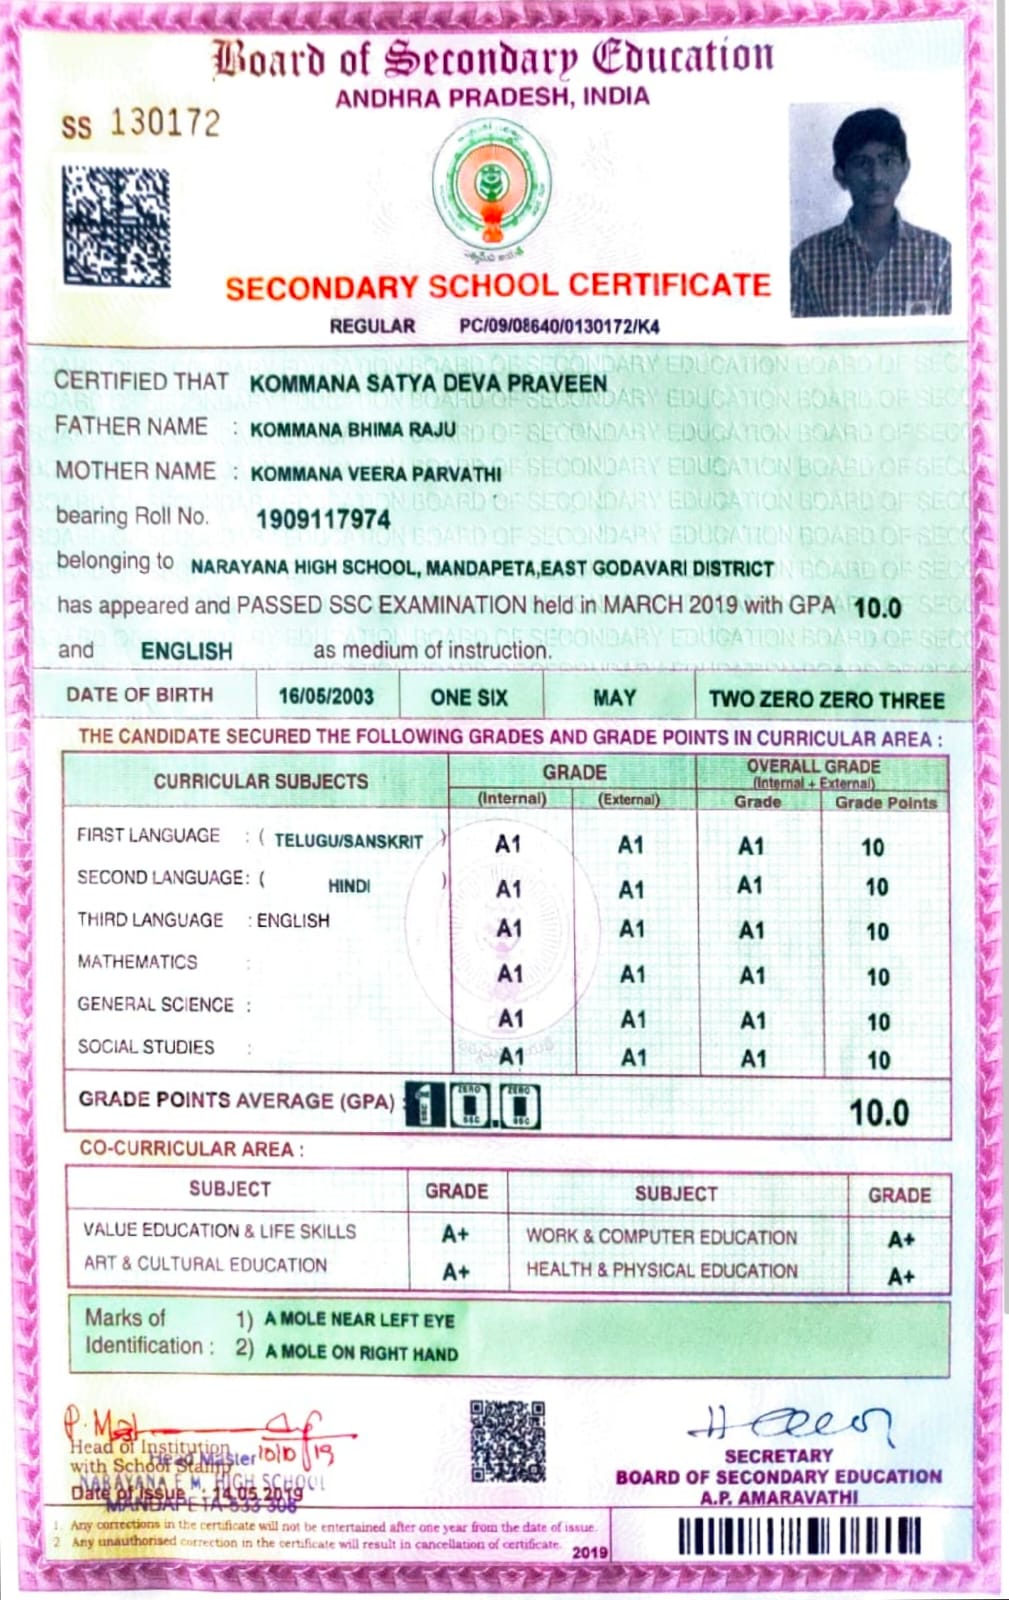 Board of Secondary Education
ANDHRA PRADESH, INDIA
SS 130172
SECONDARY SCHOOL CERTIFICATE
REGULAR PC/09/08640/0130172/K4
CERTIFIED THAT KOMMANA SATYA DEVA PRAVEEN
FATHER NAME : KOMMANA BHIMA RAJU
MOTHER NAME : KOMMANA VEERA PARVATHI
bearing Roll No. 1909117974
belonging to NARAYANA HIGH SCHOOL, MANDAPETA,EAST GODAVARI DISTRICT
has appeared and PASSED SSC EXAMINATION held in MARCH 2019 with GPA 10.0
and ENGLISH as medium of instruction.
DATE OF BIRTH 16/05/2003 ONE SIX MAY TWO ZERO ZERO THREE
THE CANDIDATE SECURED THE FOLLOWING GRADES AND GRADE POINTS IN CURRICULAR AREA :
CURRICULAR SUBJECTS GRADE OVERALL GRADE
(Internal + External)
(Internal) (External) Grade Grade Points
FIRST LANGUAGE : ( TELUGU/SANSKRIT ) A1 A1 A1 10
SECOND LANGUAGE: ( HINDI ) A1 A1 A1 10
THIRD LANGUAGE : ENGLISH A1 A1 A1 10
MATHEMATICS : A1 A1 A1 10
GENERAL SCIENCE : A1 A1 A1 10
SOCIAL STUDIES : A1 A1 A1 10
GRADE POINTS AVERAGE (GPA) : 10.0
CO-CURRICULAR AREA :
SUBJECT GRADE SUBJECT GRADE
VALUE EDUCATION & LIFE SKILLS A+ WORK & COMPUTER EDUCATION A+
ART & CULTURAL EDUCATION A+ HEALTH & PHYSICAL EDUCATION A+
Marks of 1) A MOLE NEAR LEFT EYE
Identification : 2) A MOLE ON RIGHT HAND
Head of Institution
with School Stamp Head Master 10/10/19
NARAYANA E.M. HIGH SCHOOL
Date of Issue : 14.05.2019
MANDAPETA-533 308
SECRETARY
BOARD OF SECONDARY EDUCATION
A.P. AMARAVATHI
1. Any corrections in the certificate will not be entertained after one year from the date of issue.
2 Any unauthorised correction in the certificate will result in cancellation of certificate.
2019